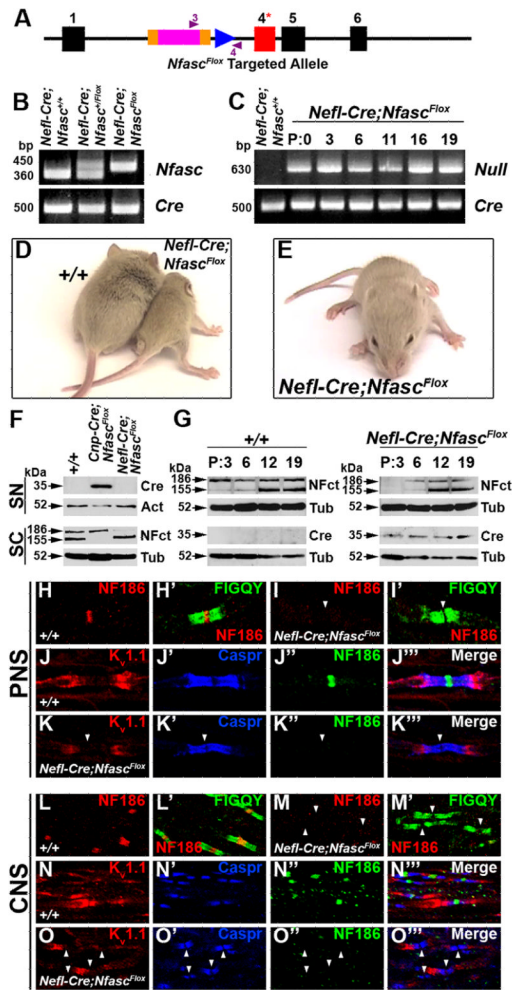 A
1 3 4* 5 6
4
Nfasc^Flox Targeted Allele
B
Nefl-Cre; Nfasc^+/+
Nefl-Cre; Nfasc^+/Flox
Nefl-Cre; Nfasc^Flox
bp
450
360
Nfasc
500
Cre
C
Nefl-Cre; Nfasc^+/+
Nefl-Cre;Nfasc^Flox
bp
P:0 3 6 11 16 19
630
Null
500
Cre
D
+/+
Nefl-Cre;
Nfasc^Flox
E
Nefl-Cre;Nfasc^Flox
F
+/+
Cnp-Cre; Nfasc^Flox
Nefl-Cre; Nfasc^Flox
kDa
SN
35
Cre
52
Act
SC
186
155
NFct
52
Tub
G
+/+
kDa
P:3 6 12 19
186
155
NFct
52
Tub
35
Cre
52
Tub
Nefl-Cre;Nfasc^Flox
kDa
P:3 6 12 19
186
155
NFct
52
Tub
35
Cre
52
Tub
PNS
H NF186
+/+
H' FIGQY
NF186
I NF186
Nefl-Cre;Nfasc^Flox
I' FIGQY
NF186
J Kv1.1
+/+
J' Caspr
J'' NF186
J''' Merge
K Kv1.1
Nefl-Cre;Nfasc^Flox
K' Caspr
K'' NF186
K''' Merge
CNS
L NF186
+/+
L' FIGQY
NF186
M NF186
Nefl-Cre;Nfasc^Flox
M' FIGQY
NF186
N Kv1.1
+/+
N' Caspr
N'' NF186
N''' Merge
O Kv1.1
Nefl-Cre;Nfasc^Flox
O' Caspr
O'' NF186
O''' Merge